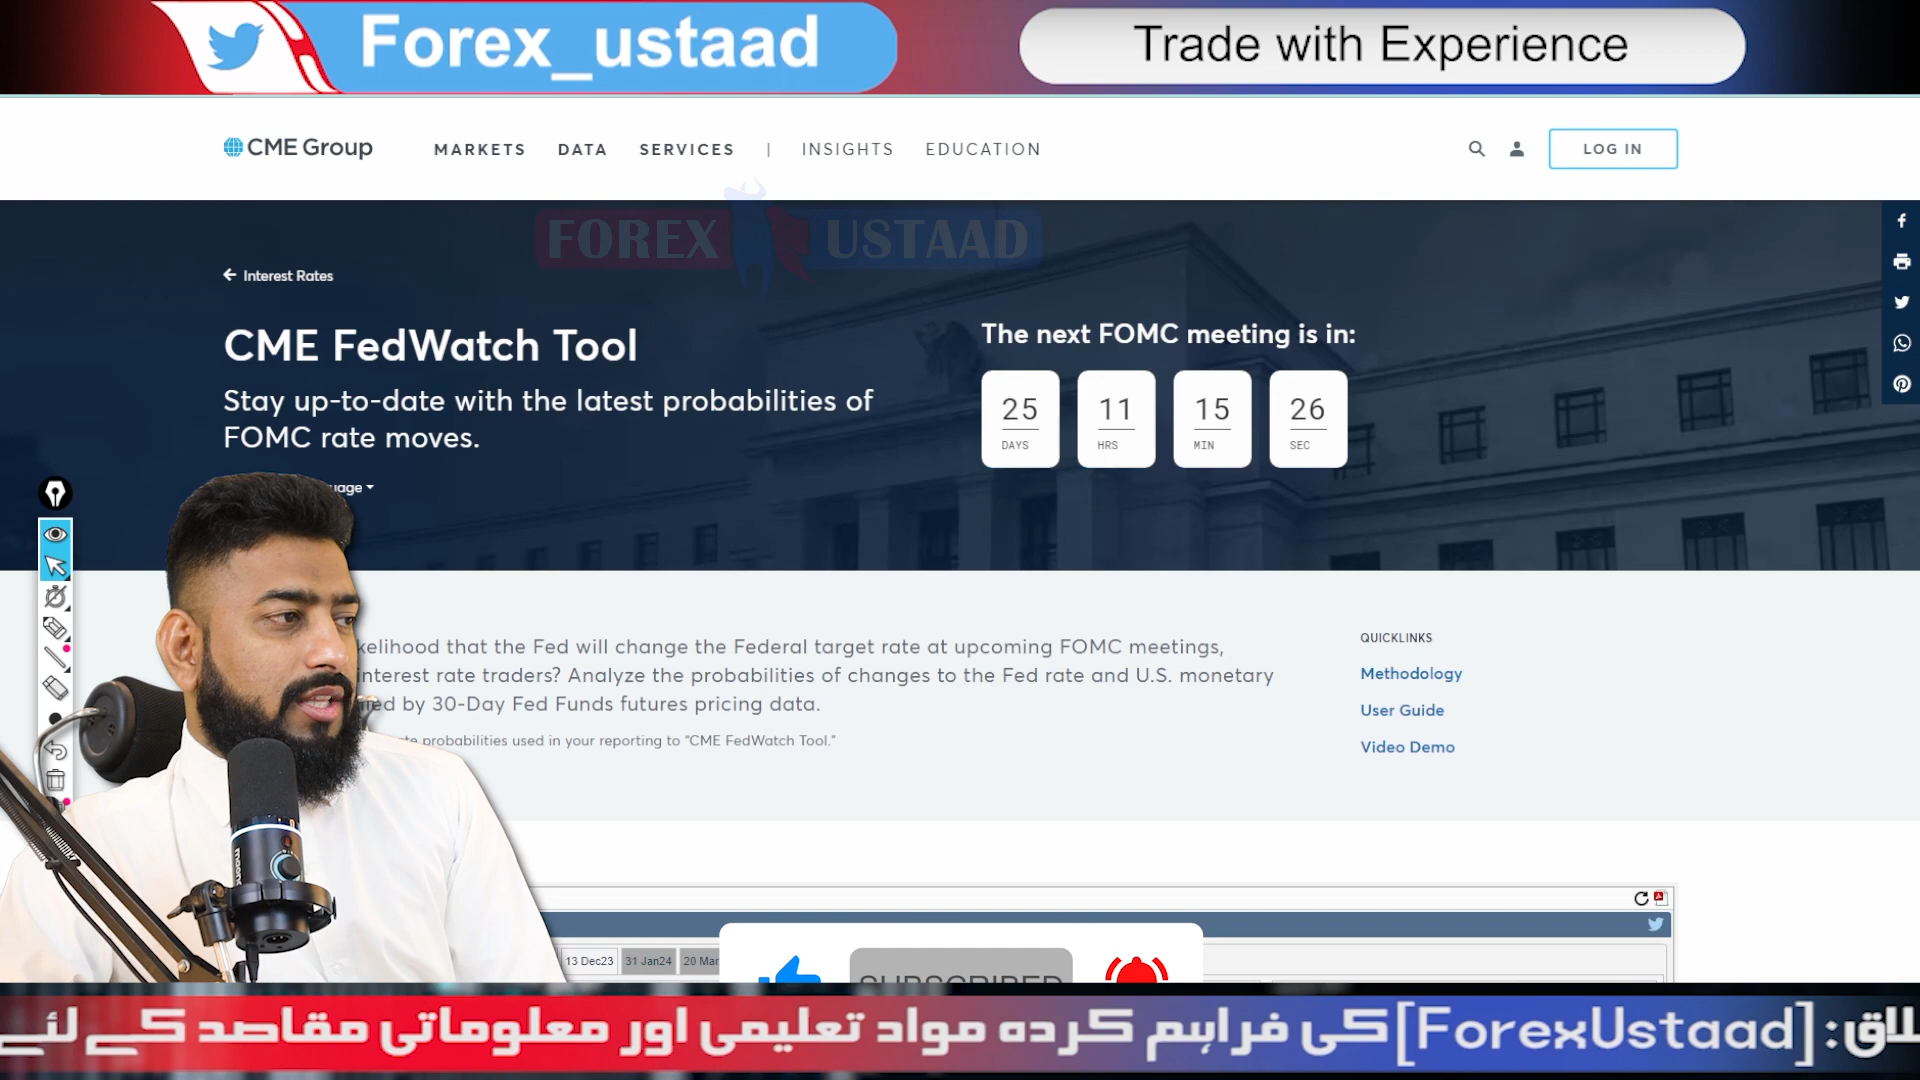 Forex_ustaad
Trade with Experience
CME Group
MARKETS DATA SERVICES | INSIGHTS EDUCATION
LOG IN
FOREX USTAAD
Interest Rates
CME FedWatch Tool
Stay up-to-date with the latest probabilities of
FOMC rate moves.
The next FOMC meeting is in:
25 11 15 26
DAYS HRS MIN SEC
that the Fed will change the Federal target rate at upcoming FOMC meetings,
interest rate traders? Analyze the probabilities of changes to the Fed rate and U.S. monetary
by 30-Day Fed Funds futures pricing data.
probabilities used in your reporting to "CME FedWatch Tool."
QUICKLINKS
Methodology
User Guide
Video Demo
13 Dec23 31 Jan24 20 Mar
SUBSCRIBED
[ForexUstaad] کی فراہم کردہ مواد تعلیمی اور معلوماتی مقاصد کے لئے